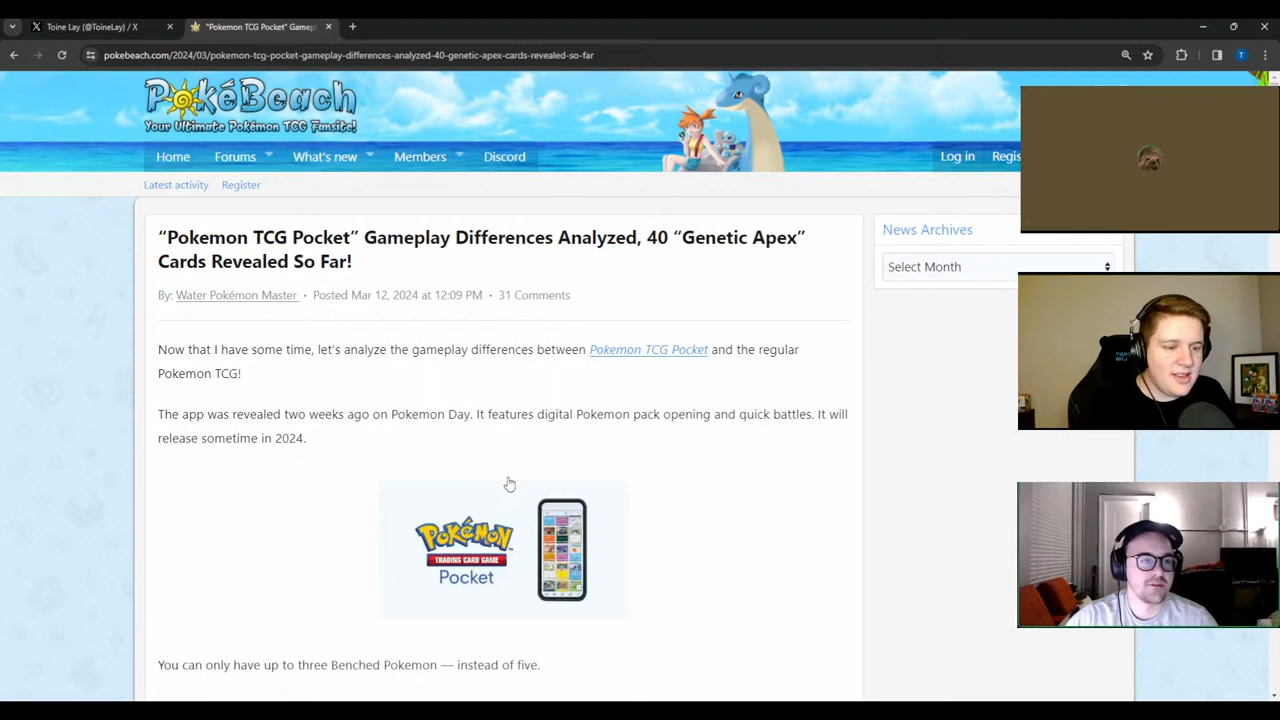 Toine Lay (@ToineLay) / X
"Pokemon TCG Pocket" Gamepl
pokebeach.com/2024/03/pokemon-tcg-pocket-gameplay-differences-analyzed-40-genetic-apex-cards-revealed-so-far
T
PokéBeach
Your Ultimate Pokémon TCG Fansite!
Home
Forums
What's new
Members
Discord
Log in
Regis
Latest activity
Register
“Pokemon TCG Pocket” Gameplay Differences Analyzed, 40 “Genetic Apex”
Cards Revealed So Far!
By: Water Pokémon Master • Posted Mar 12, 2024 at 12:09 PM • 31 Comments
News Archives
Select Month
Now that I have some time, let's analyze the gameplay differences between Pokemon TCG Pocket and the regular
Pokemon TCG!
The app was revealed two weeks ago on Pokemon Day. It features digital Pokemon pack opening and quick battles. It will
release sometime in 2024.
Pokémon
TRADING CARD GAME
Pocket
You can only have up to three Benched Pokemon — instead of five.